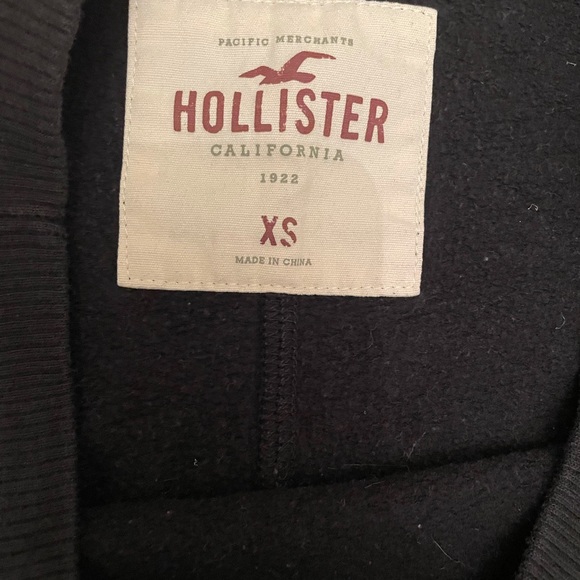 PACIFIC MERCHANTS
HOLLISTER
CALIFORNIA
1922
XS
MADE IN CHINA